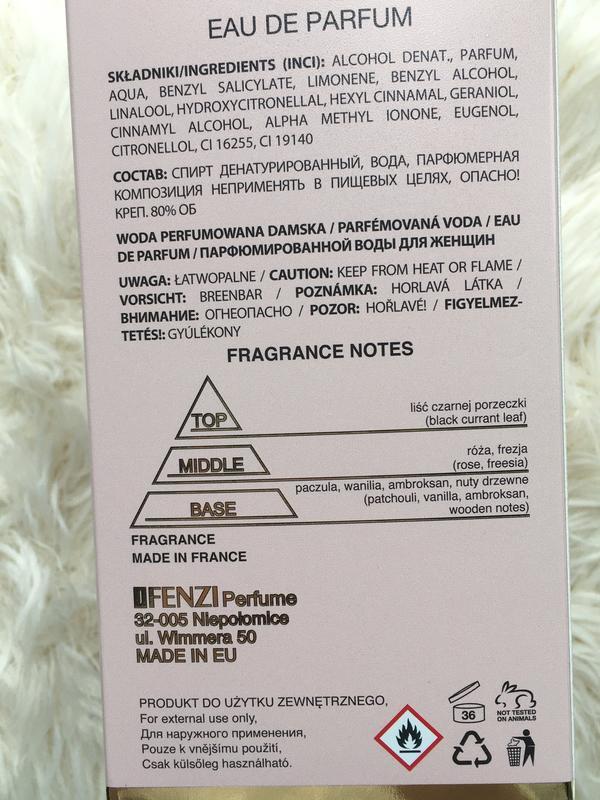 EAU DE PARFUM
SKŁADNIKI/INGREDIENTS (INCI): ALCOHOL DENAT., PARFUM,
AQUA, BENZYL SALICYLATE, LIMONENE, BENZYL ALCOHOL,
LINALOOL, HYDROXYCITRONELLAL, HEXYL CINNAMAL, GERANIOL,
CINNAMYL ALCOHOL, ALPHA METHYL IONONE, EUGENOL,
CITRONELLOL, CI 16255, CI 19140
СОСТАВ: СПИРТ ДЕНАТУРИРОВАННЫЙ, ВОДА, ПАРФЮМЕРНАЯ
КОМПОЗИЦИЯ НЕПРИМЕНЯТЬ В ПИЩЕВЫХ ЦЕЛЯХ, ОПАСНО!
КРЕП. 80% ОБ
WODA PERFUMOWANA DAMSKA / PARFÉMOVANÁ VODA / EAU
DE PARFUM / ПАРФЮМИРОВАННОЙ ВОДЫ ДЛЯ ЖЕНЩИН
UWAGA: ŁATWOPALNE / CAUTION: KEEP FROM HEAT OR FLAME /
VORSICHT: BREENBAR / POZNÁMKA: HORLAVÁ LÁTKA /
ВНИМАНИЕ: ОГНЕОПАСНО / POZOR: HOŘLAVÉ! / FIGYELMEZ-
TETÉS!: GYÚLÉKONY
FRAGRANCE NOTES
TOP
liść czarnej porzeczki
(black currant leaf)
MIDDLE
róża, frezja
(rose, freesia)
BASE
paczula, wanilia, ambroksan, nuty drzewne
(patchouli, vanilla, ambroksan,
wooden notes)
FRAGRANCE
MADE IN FRANCE
JFENZI Perfume
32-005 Niepołomice
ul. Wimmera 50
MADE IN EU
PRODUKT DO UŻYTKU ZEWNĘTRZNEGO,
For external use only,
Для наружного применения,
Pouze k vnějšímu použití,
Csak külsőleg használható.
36
NOT TESTED
ON ANIMALS